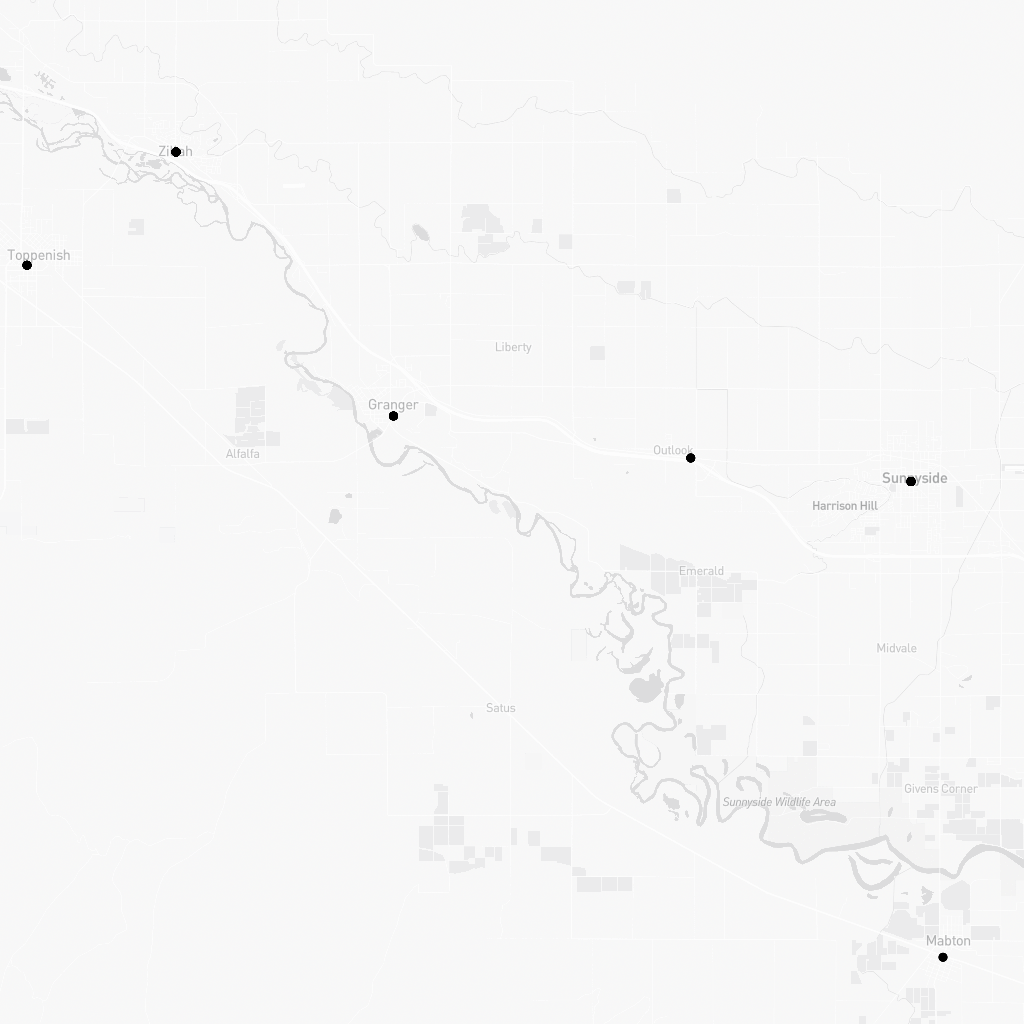 Zillah
Toppenish
Liberty
Granger
Alfalfa
Outlook
Sunnyside
Harrison Hill
Emerald
Midvale
Satus
Givens Corner
Sunnyside Wildlife Area
Mabton